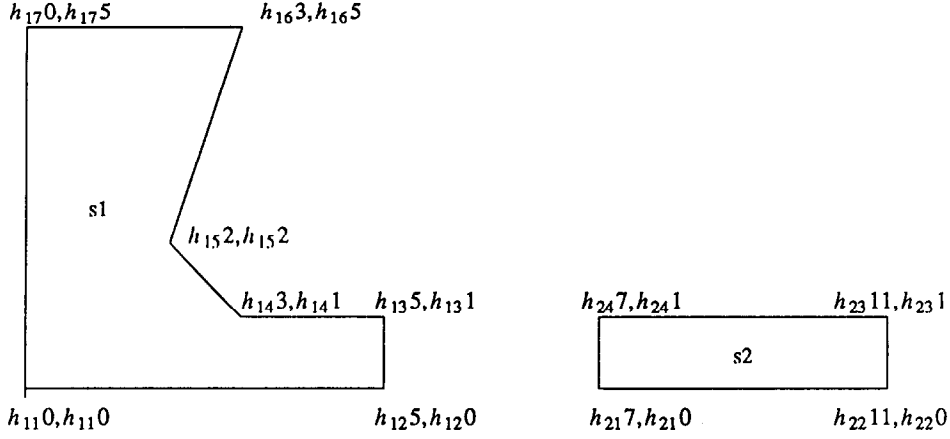 h₁₇0,h₁₇5 h₁₆3,h₁₆5
s1
h₁₅2,h₁₅2
h₁₄3,h₁₄1 h₁₃5,h₁₃1 h₂₄7,h₂₄1 h₂₃11,h₂₃1
s2
h₁₁0,h₁₁0 h₁₂5,h₁₂0 h₂₁7,h₂₁0 h₂₂11,h₂₂0